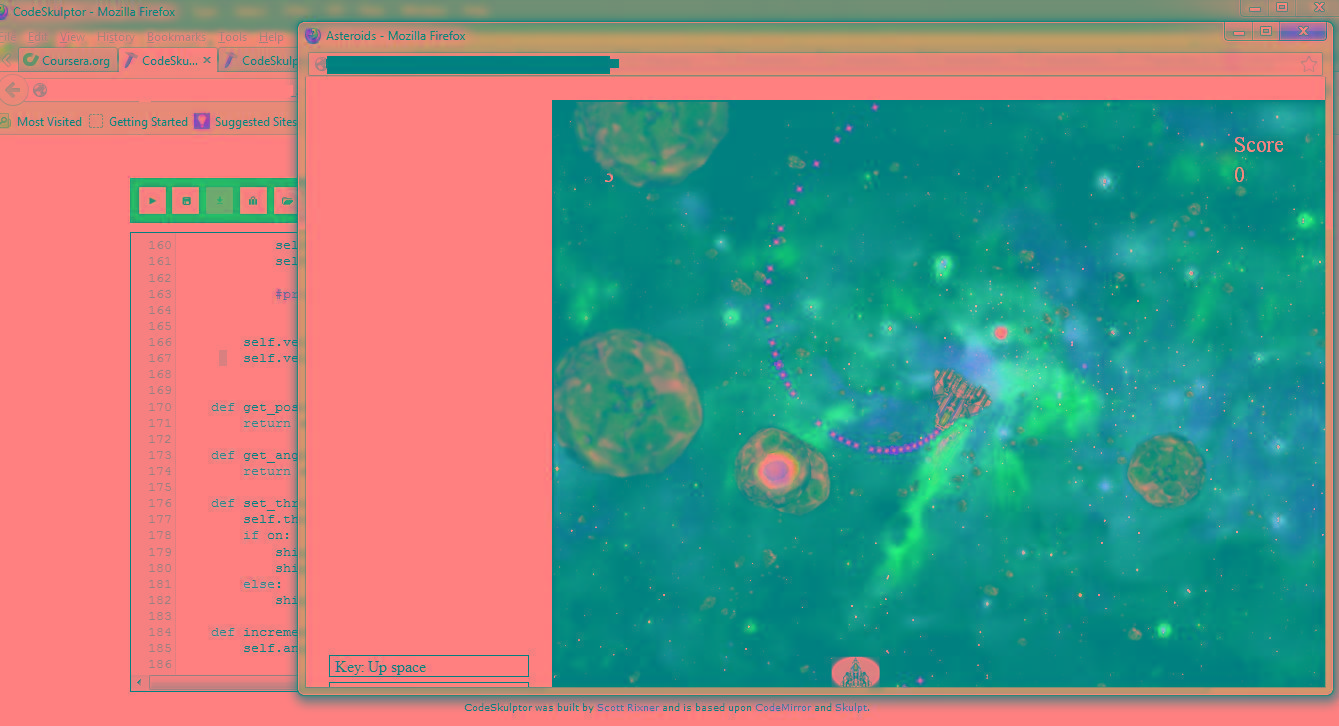 CodeSkulptor - Mozilla Firefox
File Edit View History Bookmarks Tools Help
Coursera.org
CodeSku...
CodeSkulp
Most Visited
Getting Started
Suggested Sites
Asteroids - Mozilla Firefox
Score
0
160 sel
161 sel
162
163 #pr
164
165
166 self.ve
167 self.ve
168
169
170 def get_pos
171 return
172
173 def get_ang
174 return
175
176 def set_thr
177 self.th
178 if on:
179 shi
180 shi
181 else:
182 shi
183
184 def increme
185 self.an
186
Key: Up space
CodeSkulptor was built by Scott Rixner and is based upon CodeMirror and Skulpt.